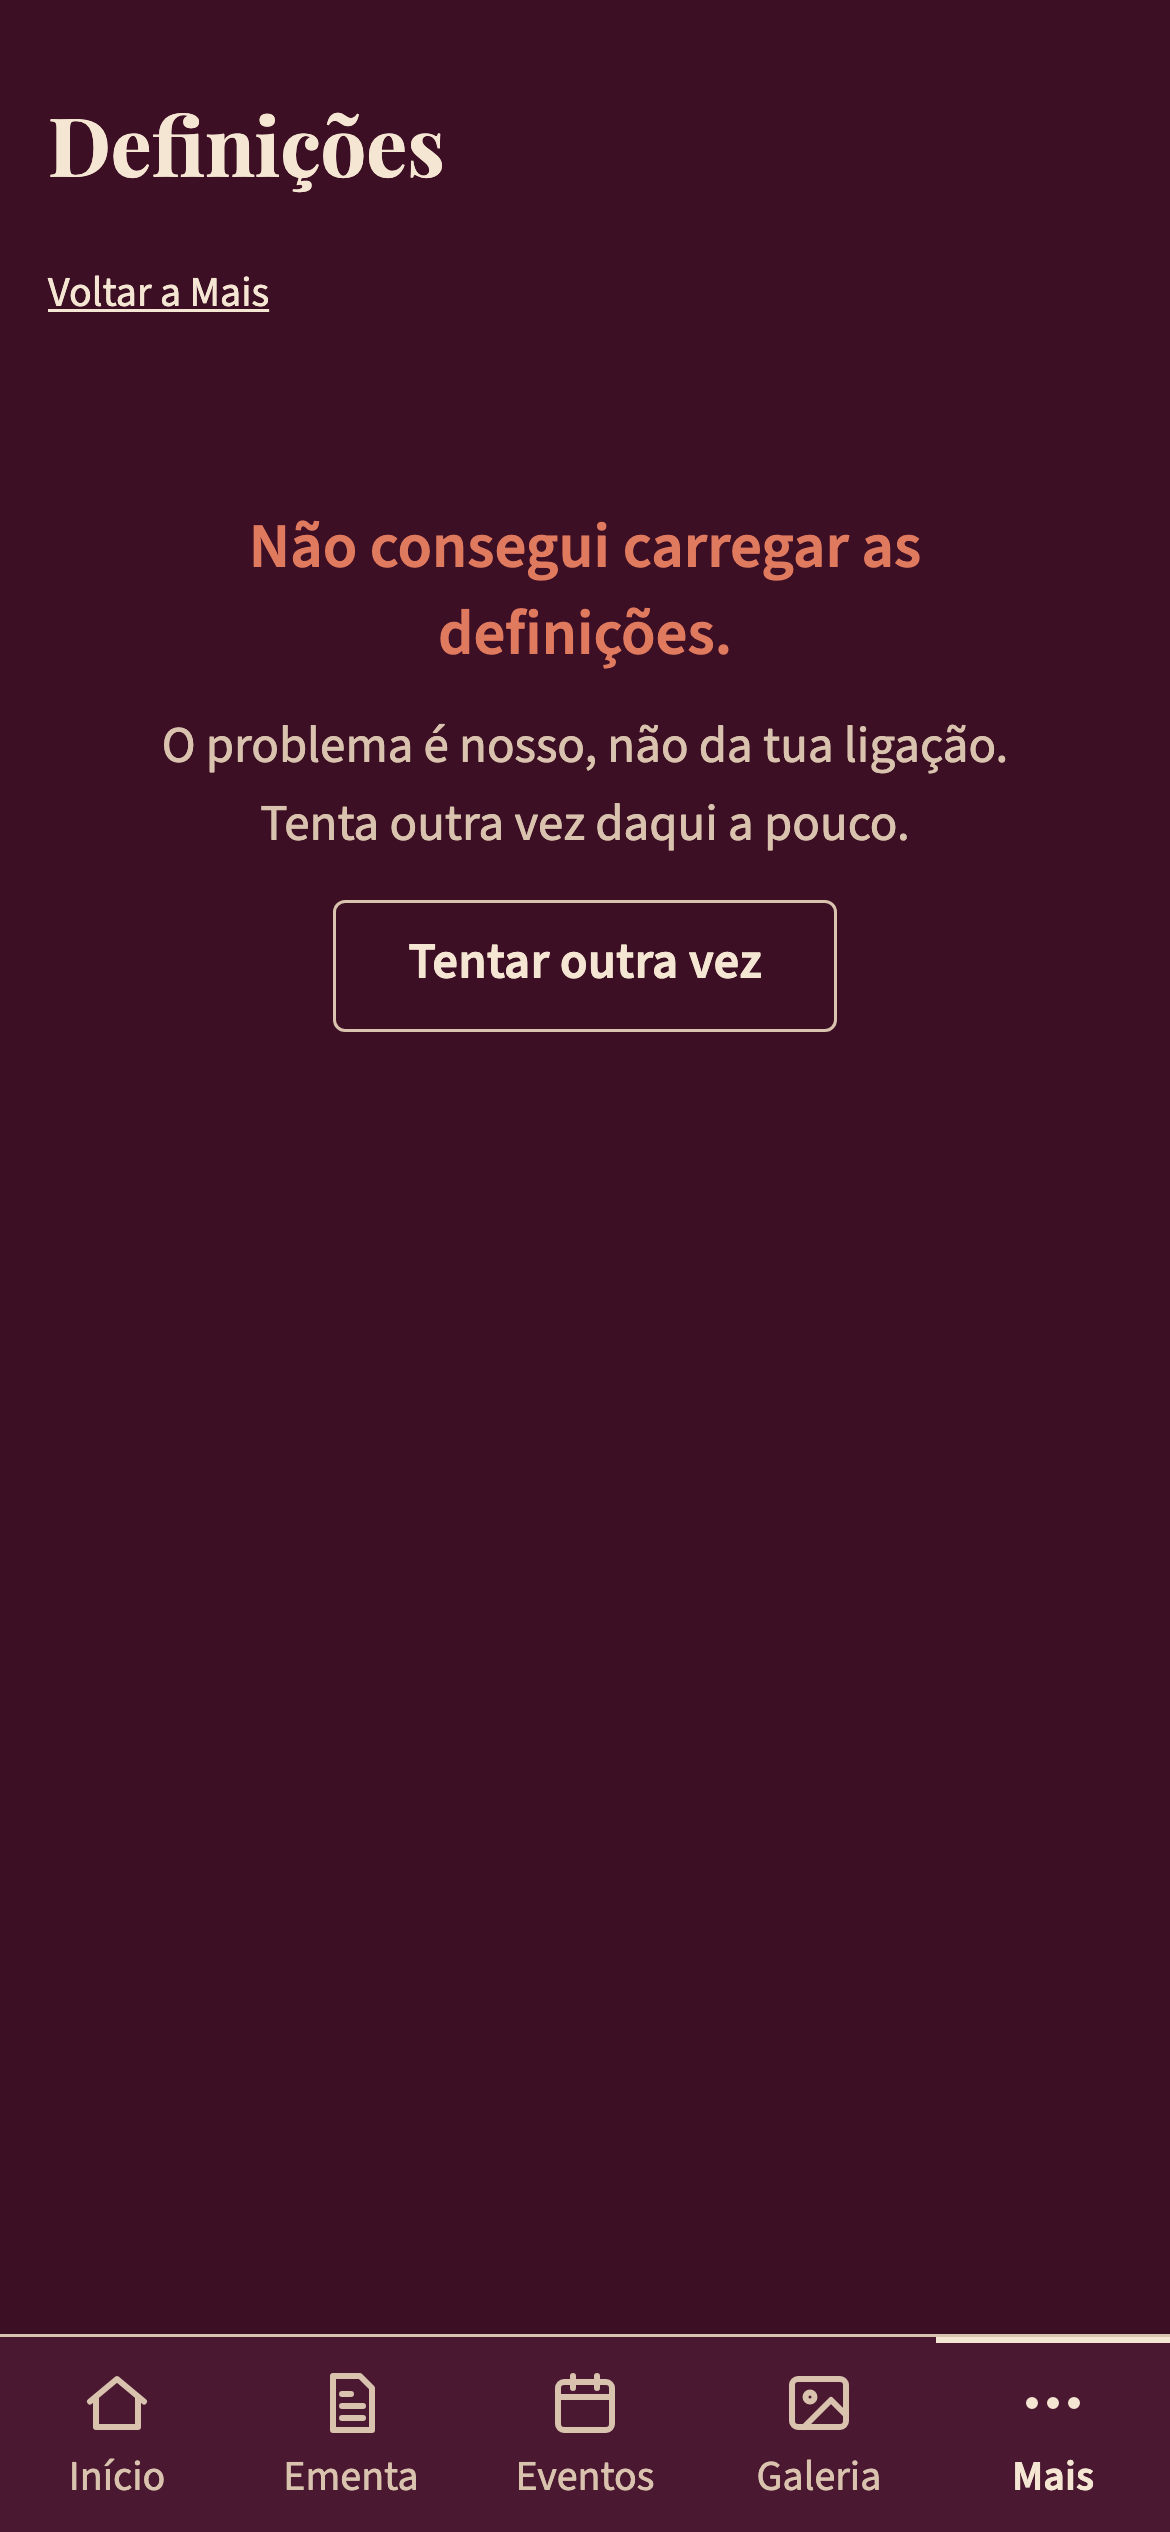 Definições
Voltar a Mais
Não consegui carregar as
definições.
O problema é nosso, não da tua ligação.
Tenta outra vez daqui a pouco.
Tentar outra vez
Início
Ementa
Eventos
Galeria
Mais